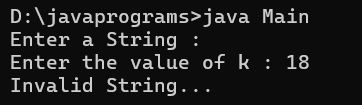 D:\javaprograms>java Main
Enter a String :
Enter the value of k : 18
Invalid String...